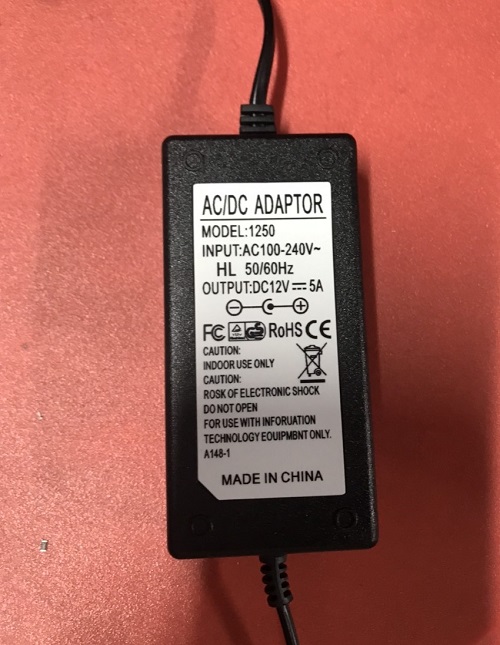 AC/DC ADAPTOR
MODEL:1250
INPUT:AC100-240V~
HL 50/60Hz
OUTPUT:DC12V⎓5A
FC GS RoHS CE
CAUTION:
INDOOR USE ONLY
CAUTION:
ROSK OF ELECTRONIC SHOCK
DO NOT OPEN
FOR USE WITH INFORUATION
TECHNOLOGY EQUIPMBNT ONLY.
A148-1
MADE IN CHINA